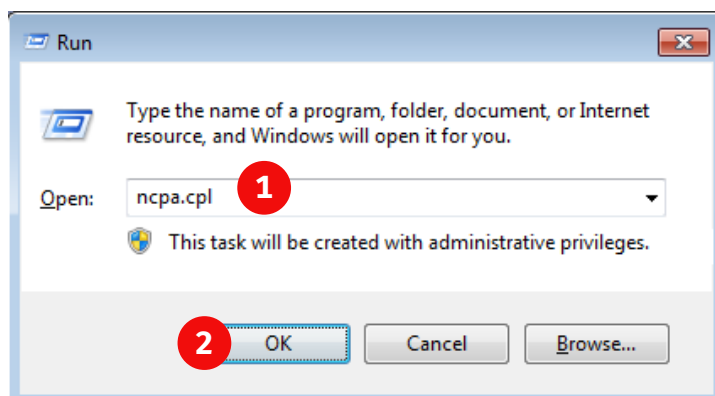 Run
Type the name of a program, folder, document, or Internet
resource, and Windows will open it for you.
Open: ncpa.cpl 1
This task will be created with administrative privileges.
2 OK Cancel Browse...